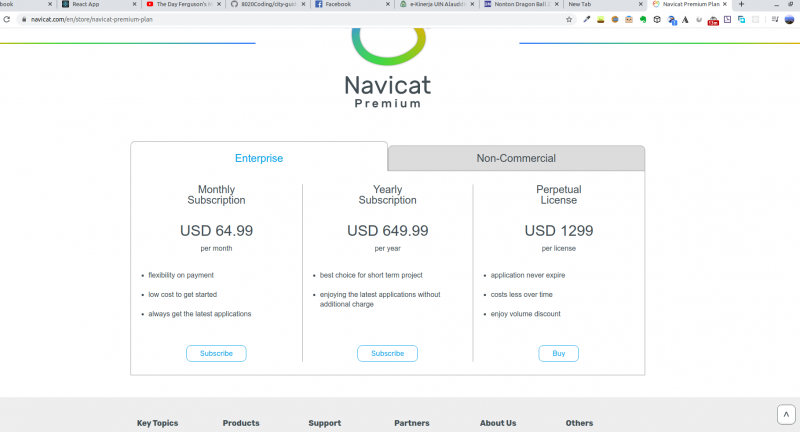 book
React App
The Day Ferguson's
8020Coding/city-guid
Facebook
e-Kinerja UIN Alaudd
Nonton Dragon Ball
New Tab
Navicat Premium Plan
navicat.com/en/store/navicat-premium-plan
Navicat
Premium
Enterprise
Non-Commercial
Monthly
Subscription
USD 64.99
per month
flexibility on payment
low cost to get started
always get the latest applications
Subscribe
Yearly
Subscription
USD 649.99
per year
best choice for short term project
enjoying the latest applications without
additional charge
Subscribe
Perpetual
License
USD 1299
per license
application never expire
costs less over time
enjoy volume discount
Buy
Key Topics
Products
Support
Partners
About Us
Others